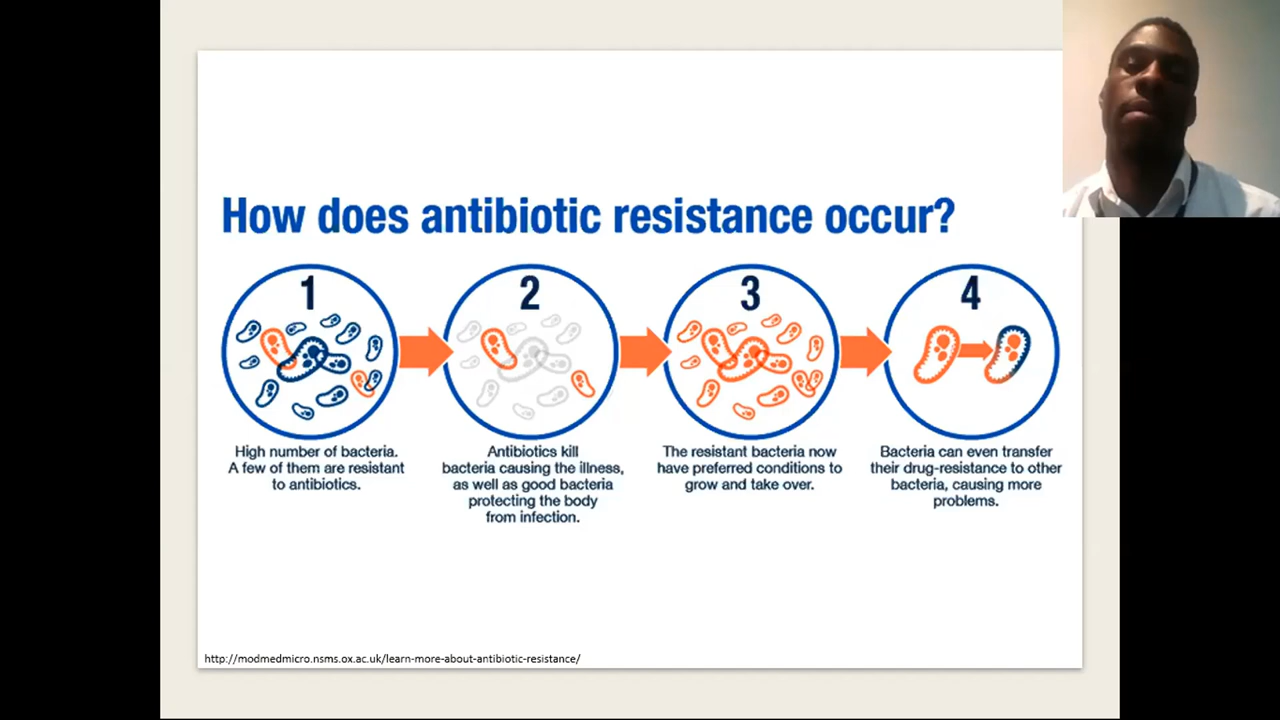 How does antibiotic resistance occur?
1
2
3
4
High number of bacteria.
A few of them are resistant
to antibiotics.
Antibiotics kill
bacteria causing the illness,
as well as good bacteria
protecting the body
from infection.
The resistant bacteria now
have preferred conditions to
grow and take over.
Bacteria can even transfer
their drug-resistance to other
bacteria, causing more
problems.
http://modmedmicro.nsms.ox.ac.uk/learn-more-about-antibiotic-resistance/